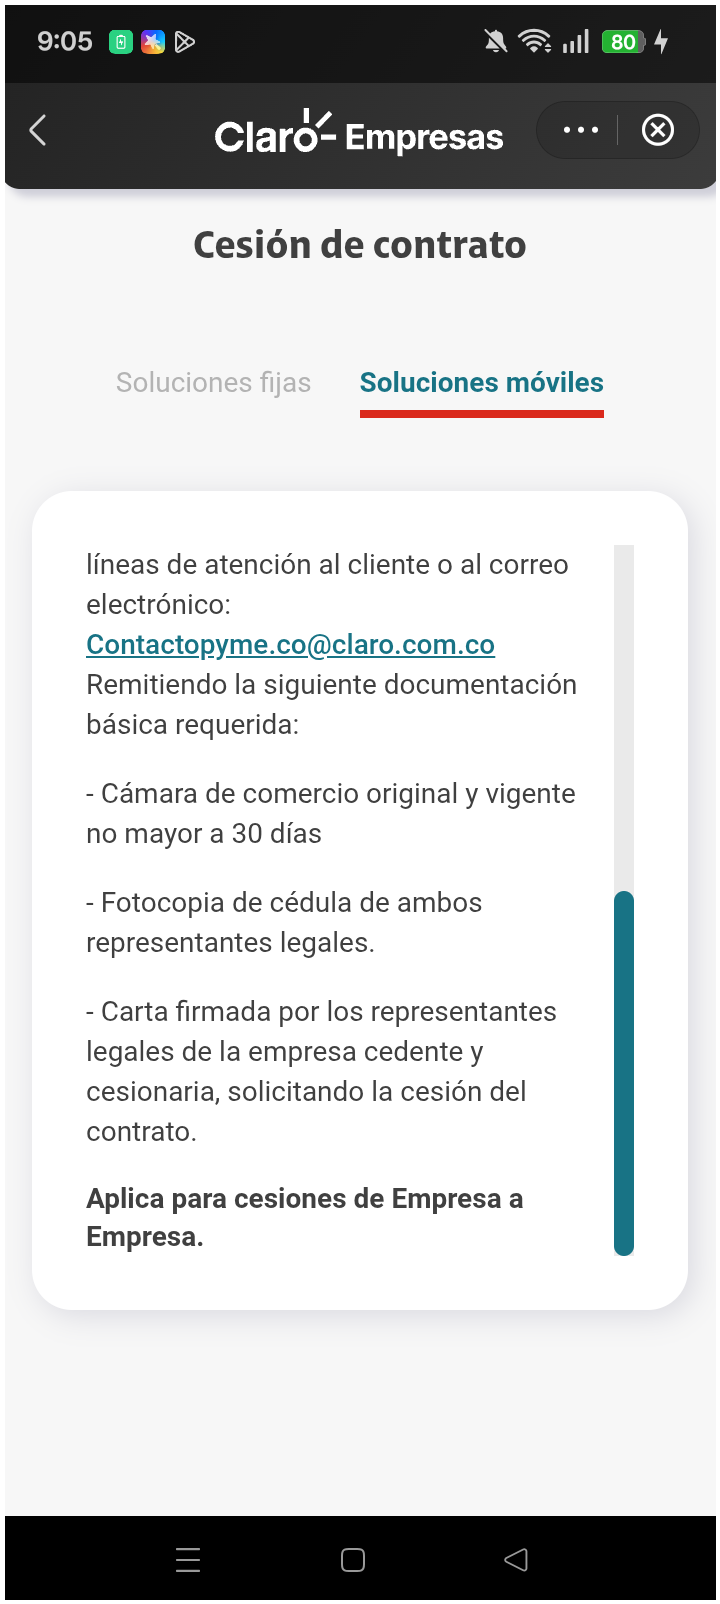 9:05
80
Claro Empresas
Cesión de contrato
Soluciones fijas
Soluciones móviles
líneas de atención al cliente o al correo
electrónico:
Contactopyme.co@claro.com.co
Remitiendo la siguiente documentación
básica requerida:
- Cámara de comercio original y vigente
no mayor a 30 días
- Fotocopia de cédula de ambos
representantes legales.
- Carta firmada por los representantes
legales de la empresa cedente y
cesionaria, solicitando la cesión del
contrato.
Aplica para cesiones de Empresa a
Empresa.